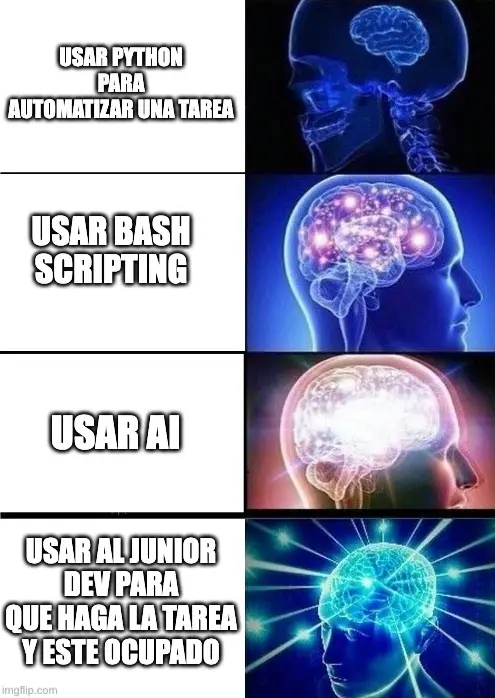 USAR PYTHON
PARA
AUTOMATIZAR UNA TAREA
USAR BASH
SCRIPTING
USAR AI
USAR AL JUNIOR
DEV PARA
QUE HAGA LA TAREA
Y ESTE OCUPADO
imgflip.com